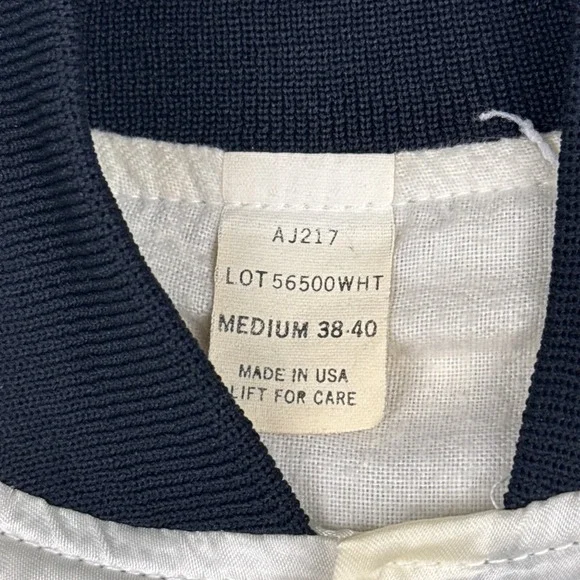 AJ217
LOT 56500WHT
MEDIUM 38-40
MADE IN USA
LIFT FOR CARE